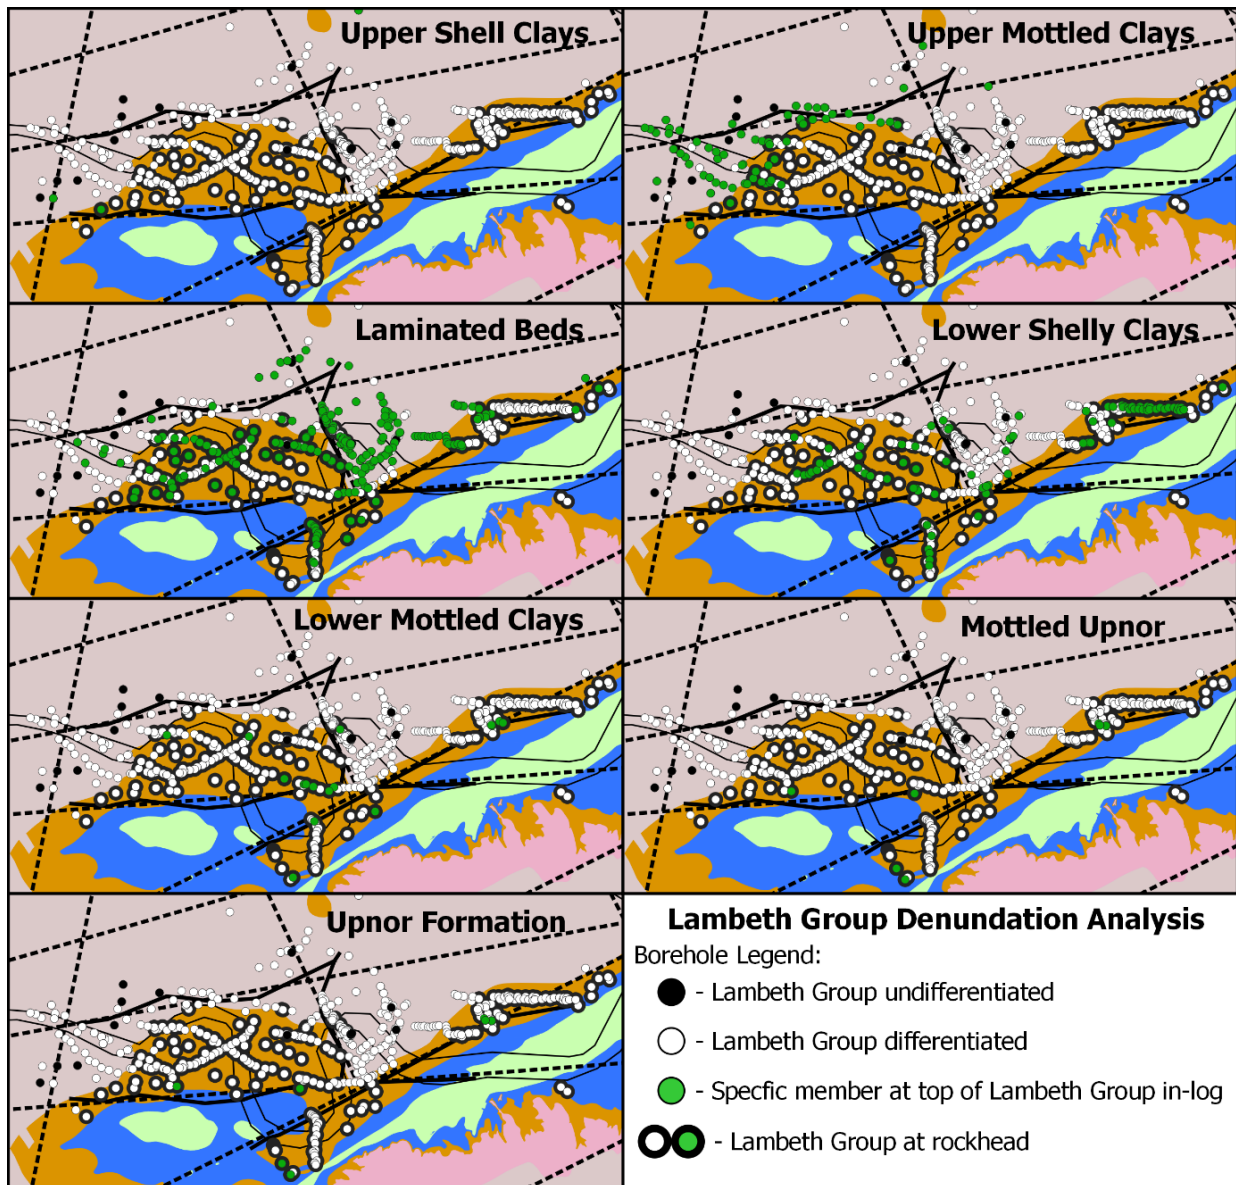 Upper Shell Clays
Upper Mottled Clays
Laminated Beds
Lower Shelly Clays
Lower Mottled Clays
Mottled Upnor
Upnor Formation
Lambeth Group Denundation Analysis
Borehole Legend:
- Lambeth Group undifferentiated
- Lambeth Group differentiated
- Specfic member at top of Lambeth Group in-log
- Lambeth Group at rockhead